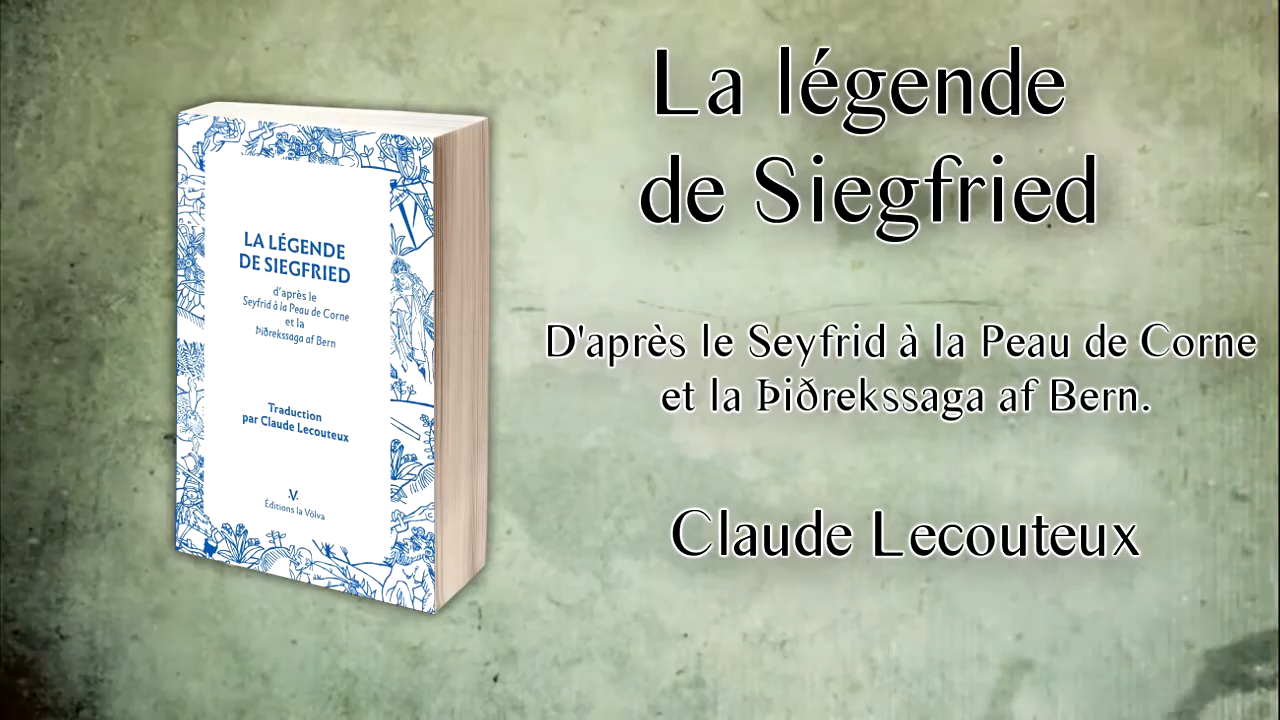 LA LÉGENDE
DE SIEGFRIED
d'après le
Seyfrid à la Peau de Corne
et la
Þiðrekssaga af Bern
Traduction
par Claude Lecouteux
.V.
Éditions la Völva
La légende
de Siegfried
D'après le Seyfrid à la Peau de Corne
et la Þiðrekssaga af Bern.
Claude Lecouteux